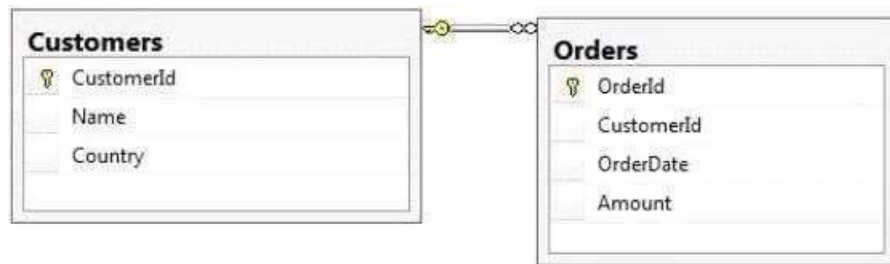 Customers
CustomerId
Name
Country
Orders
OrderId
CustomerId
OrderDate
Amount